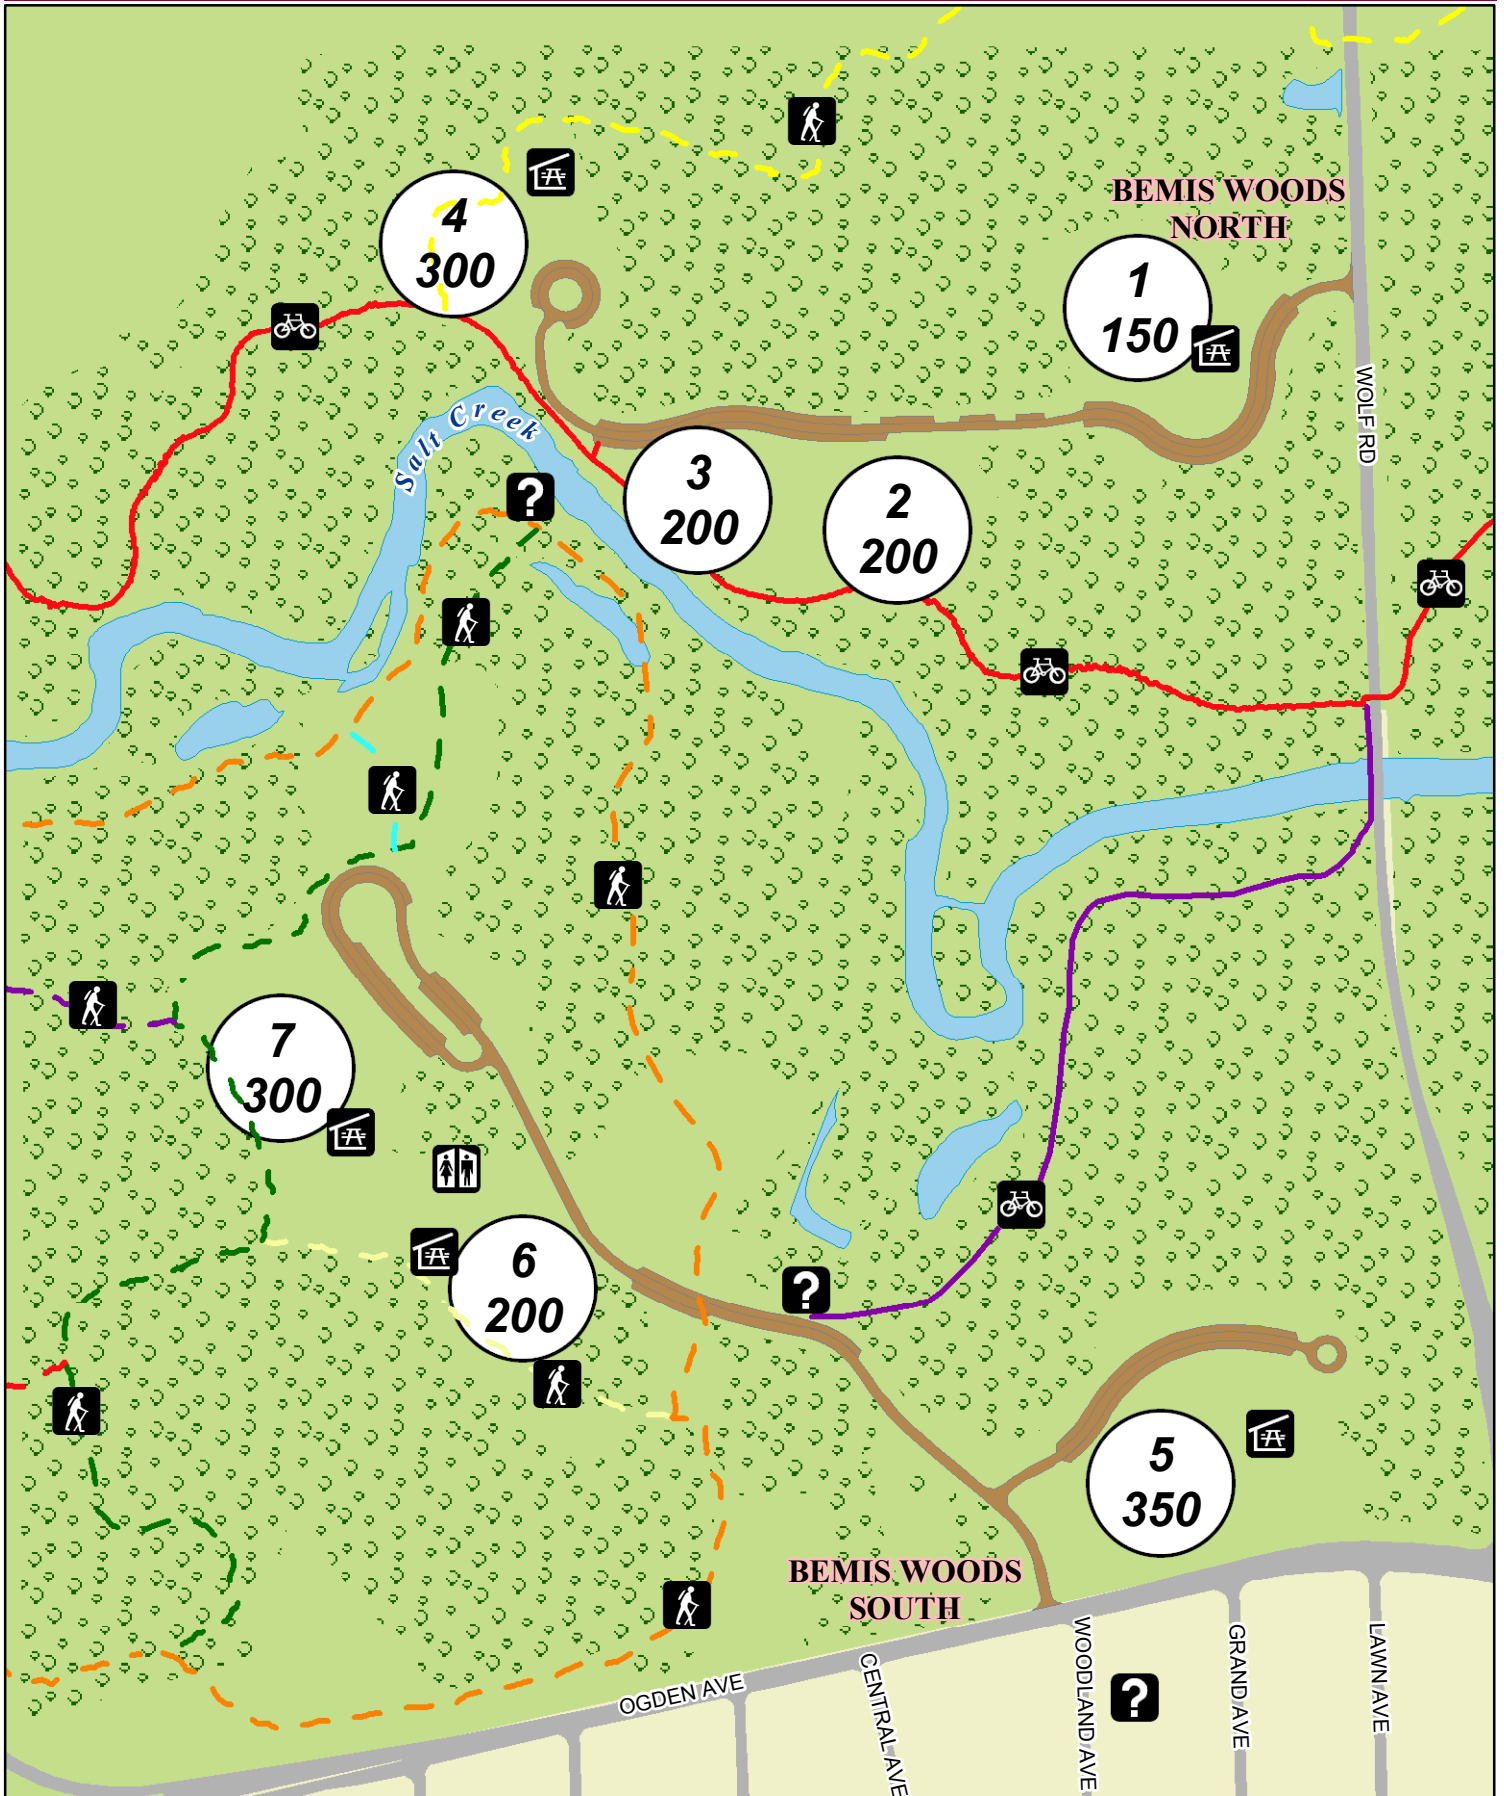 BEMIS WOODS
NORTH
4
300
1
150
WOLF RD
Salt Creek
3
200
2
200
?
7
300
6
200
?
5
350
BEMIS WOODS
SOUTH
OGDEN AVE
CENTRAL AVE
WOODLAND AVE
?
GRAND AVE
LAWN AVE